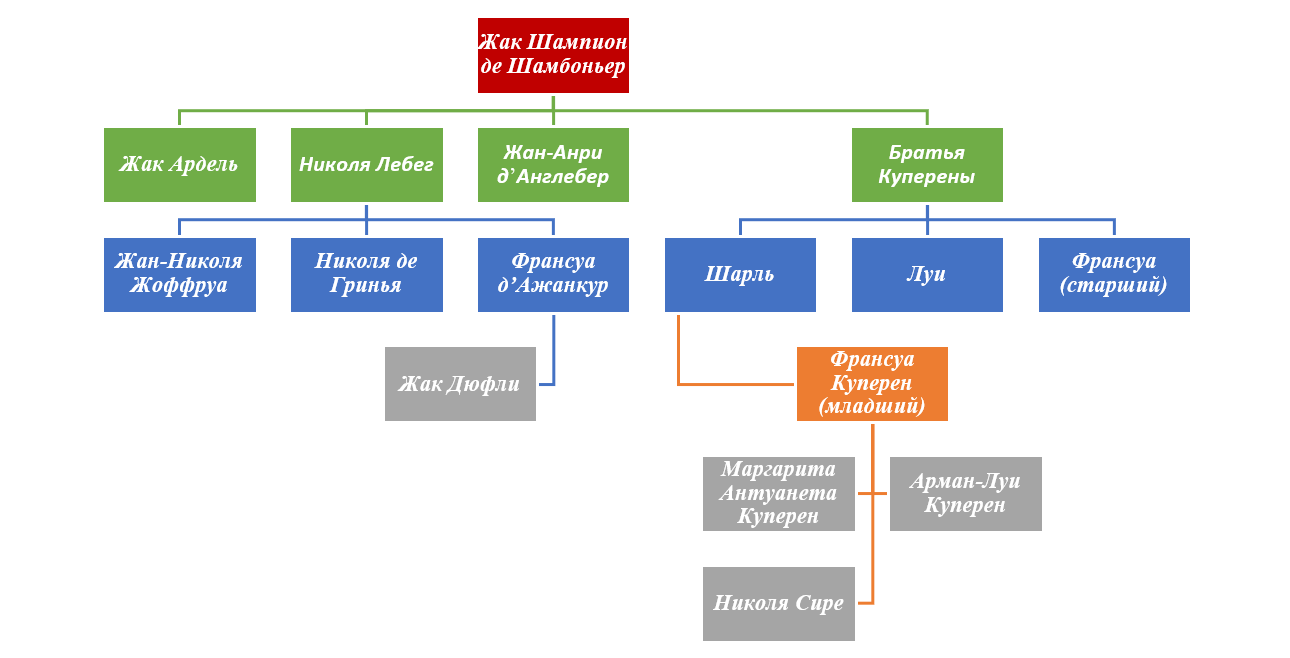 Жак Шампион
де Шамбоньер
Жак Ардель
Николя Лебег
Жан-Анри
д’Англебер
Братья
Куперены
Жан-Николя
Жоффруа
Николя де
Гринья
Франсуа
д’Ажанкур
Шарль
Луи
Франсуа
(старший)
Жак Дюфли
Франсуа
Куперен
(младший)
Маргарита
Антуанета
Куперен
Арман-Луи
Куперен
Николя Сире